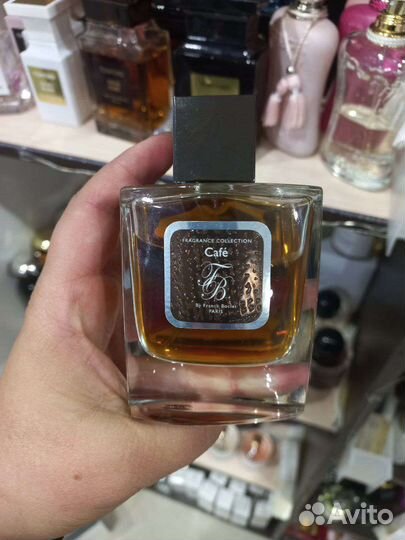 FRAGRANCE COLLECTION
Café
FB
By Franck Boclet
PARIS
Avito